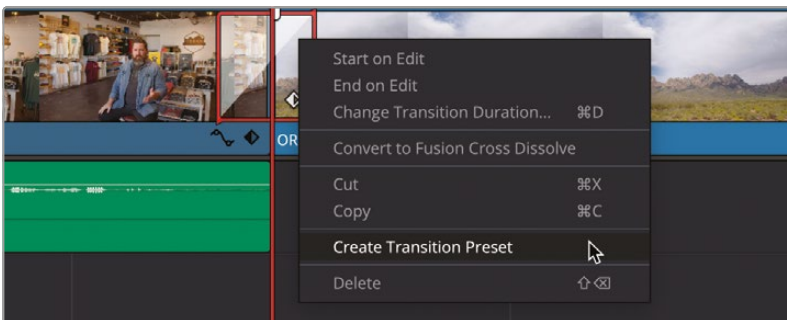 Start on Edit
End on Edit
Change Transition Duration... ⌘D
OR
Convert to Fusion Cross Dissolve
Cut ⌘X
Copy ⌘C
Create Transition Preset
Delete ⇧⌫